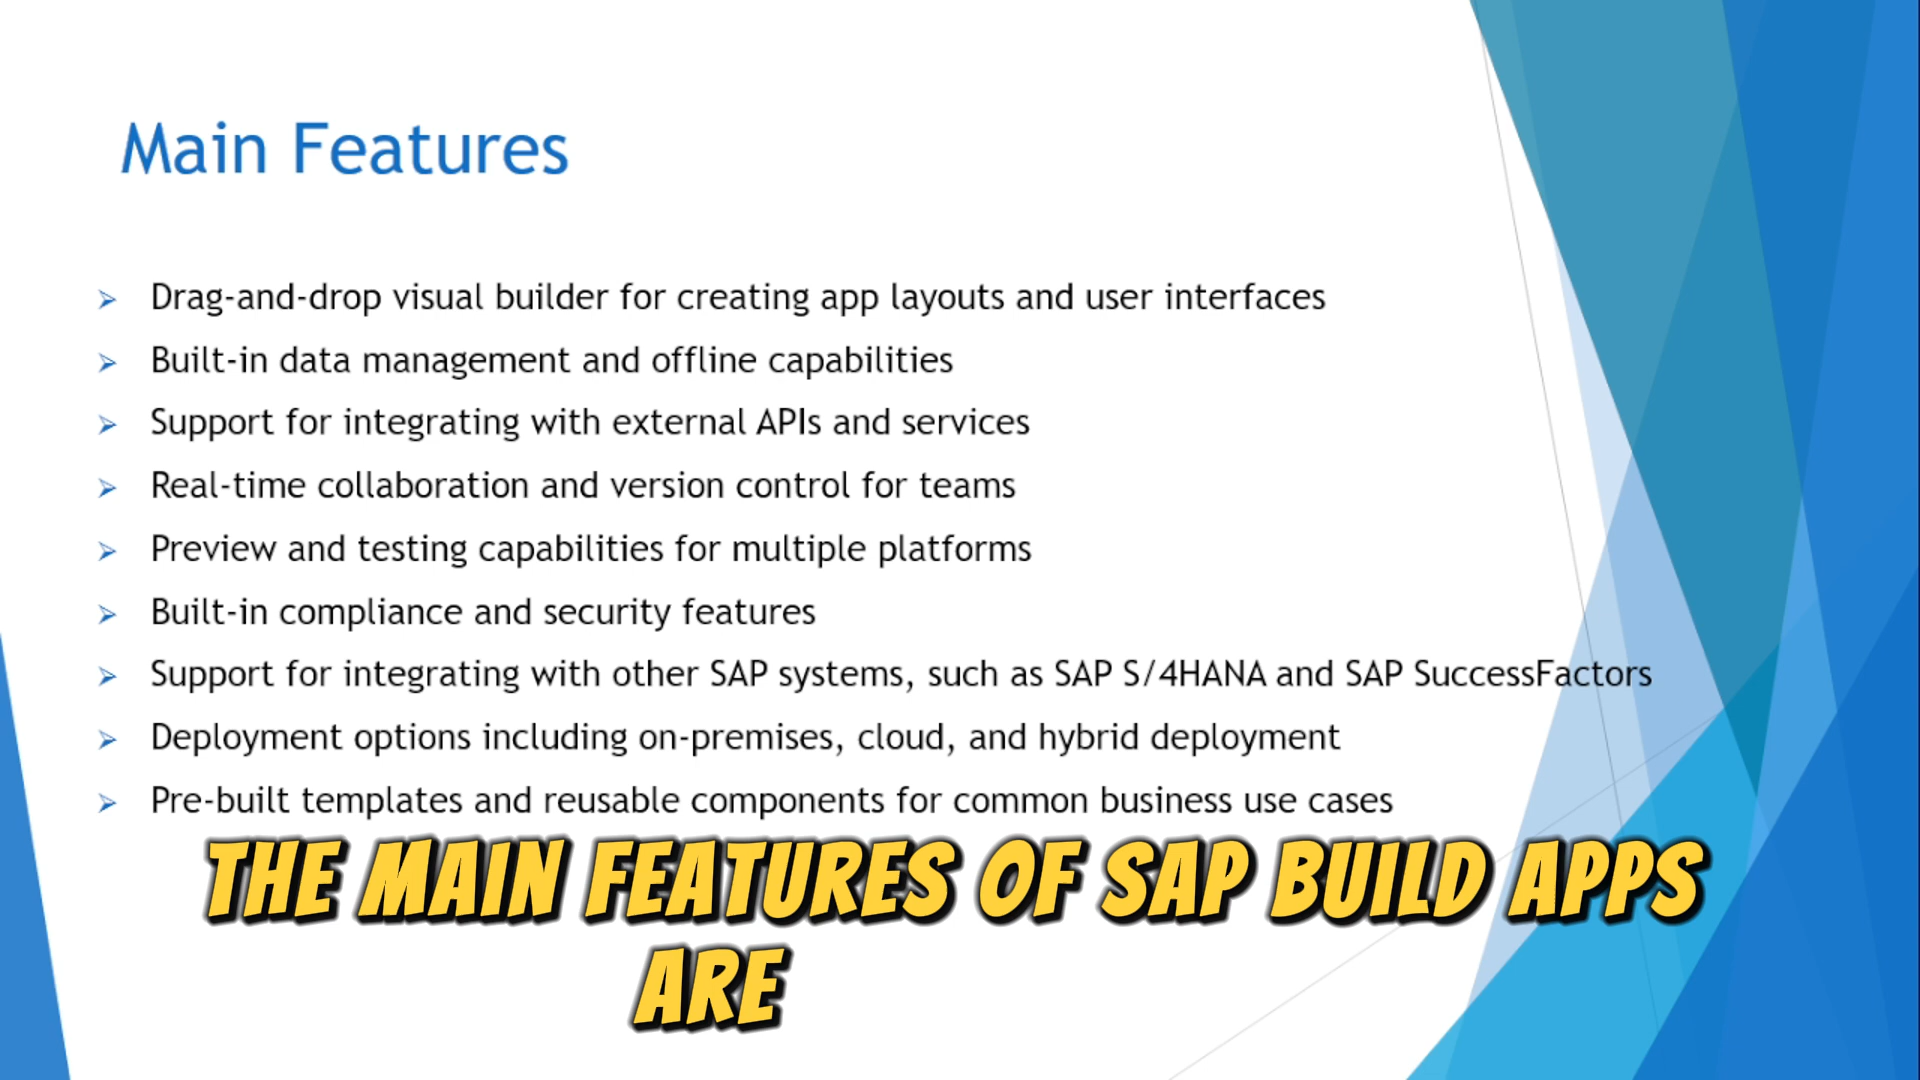 Main Features
Drag-and-drop visual builder for creating app layouts and user interfaces
Built-in data management and offline capabilities
Support for integrating with external APIs and services
Real-time collaboration and version control for teams
Preview and testing capabilities for multiple platforms
Built-in compliance and security features
Support for integrating with other SAP systems, such as SAP S/4HANA and SAP SuccessFactors
Deployment options including on-premises, cloud, and hybrid deployment
Pre-built templates and reusable components for common business use cases
THE MAIN FEATURES OF SAP BUILD APPS
ARE